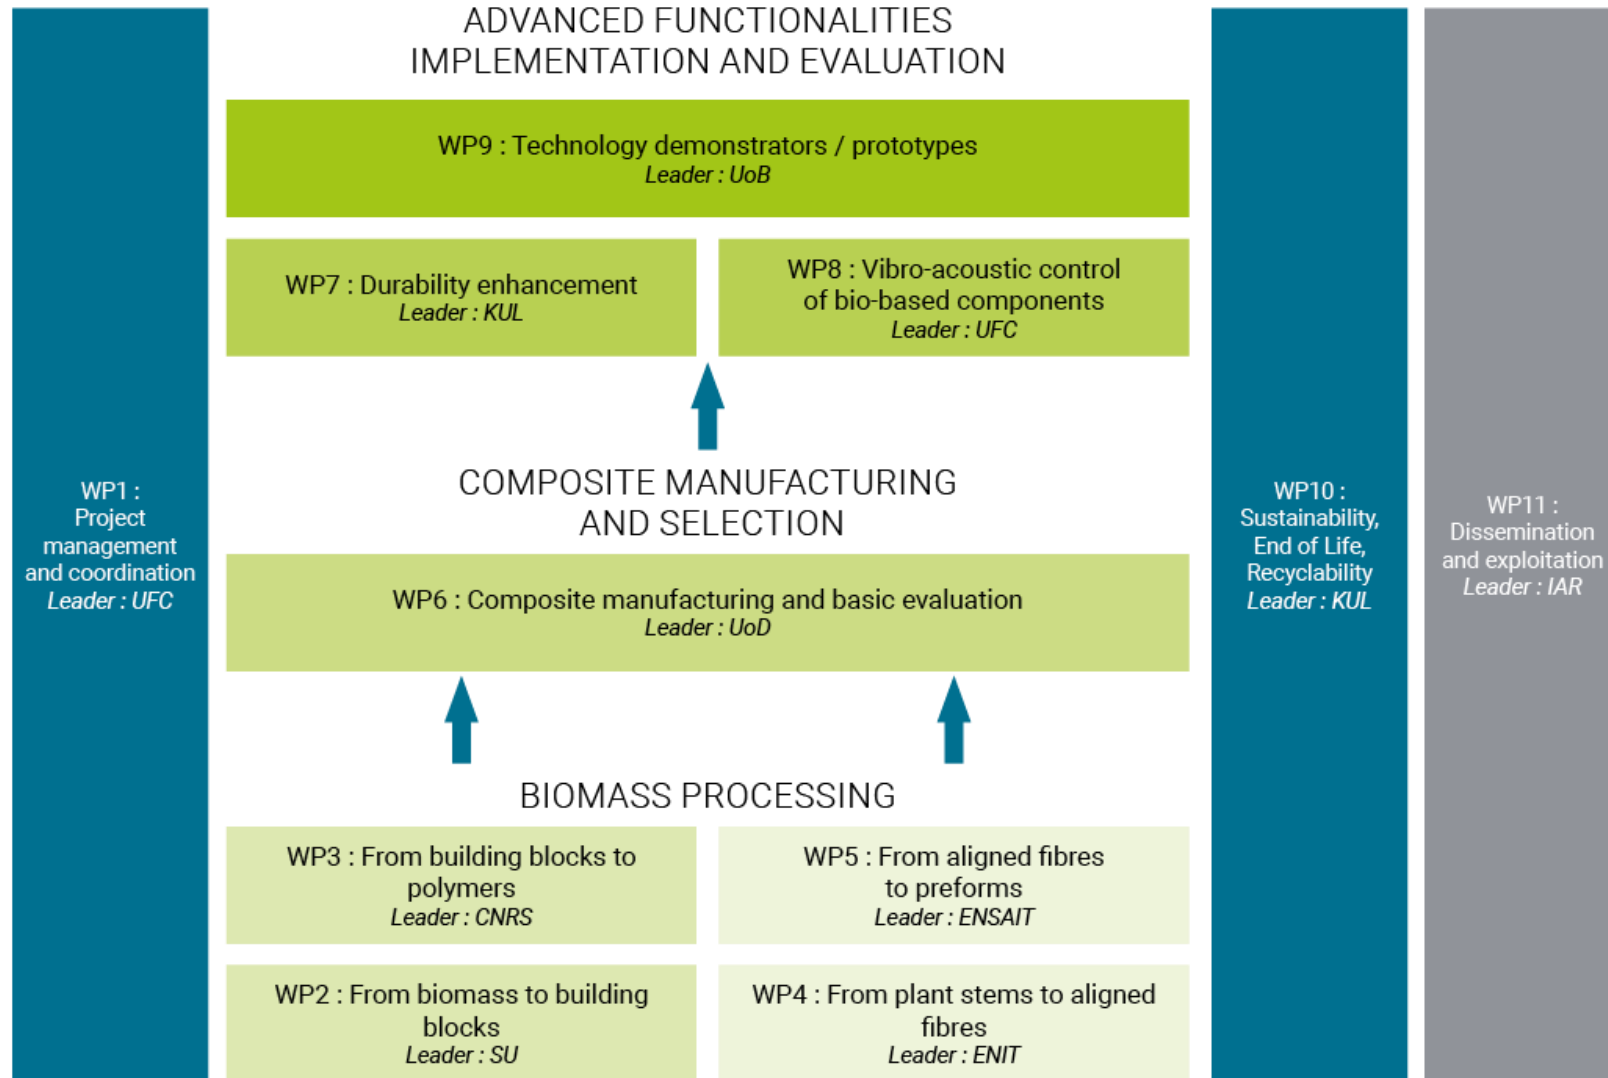 ADVANCED FUNCTIONALITIES
IMPLEMENTATION AND EVALUATION
WP9 : Technology demonstrators / prototypes
Leader : UoB
WP7 : Durability enhancement
Leader : KUL
WP8 : Vibro-acoustic control
of bio-based components
Leader : UFC
WP1 :
Project
management
and coordination
Leader : UFC
COMPOSITE MANUFACTURING
AND SELECTION
WP6 : Composite manufacturing and basic evaluation
Leader : UoD
WP10 :
Sustainability,
End of Life,
Recyclability
Leader : KUL
WP11 :
Dissemination
and exploitation
Leader : IAR
BIOMASS PROCESSING
WP3 : From building blocks to
polymers
Leader : CNRS
WP5 : From aligned fibres
to preforms
Leader : ENSAIT
WP2 : From biomass to building
blocks
Leader : SU
WP4 : From plant stems to aligned
fibres
Leader : ENIT